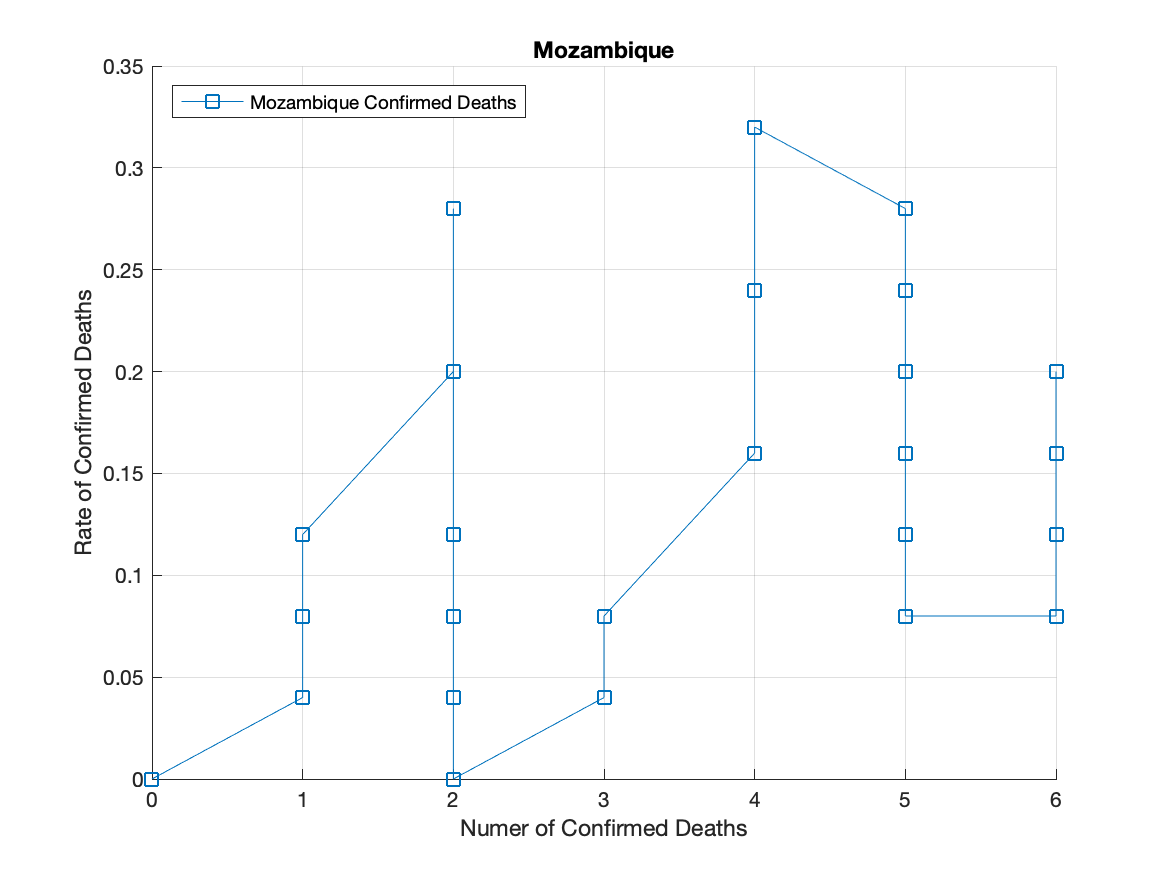 Mozambique
0.35
Mozambique Confirmed Deaths
0.3
0.25
0.2
0.15
0.1
0.05
0
Rate of Confirmed Deaths
0 1 2 3 4 5 6
Numer of Confirmed Deaths